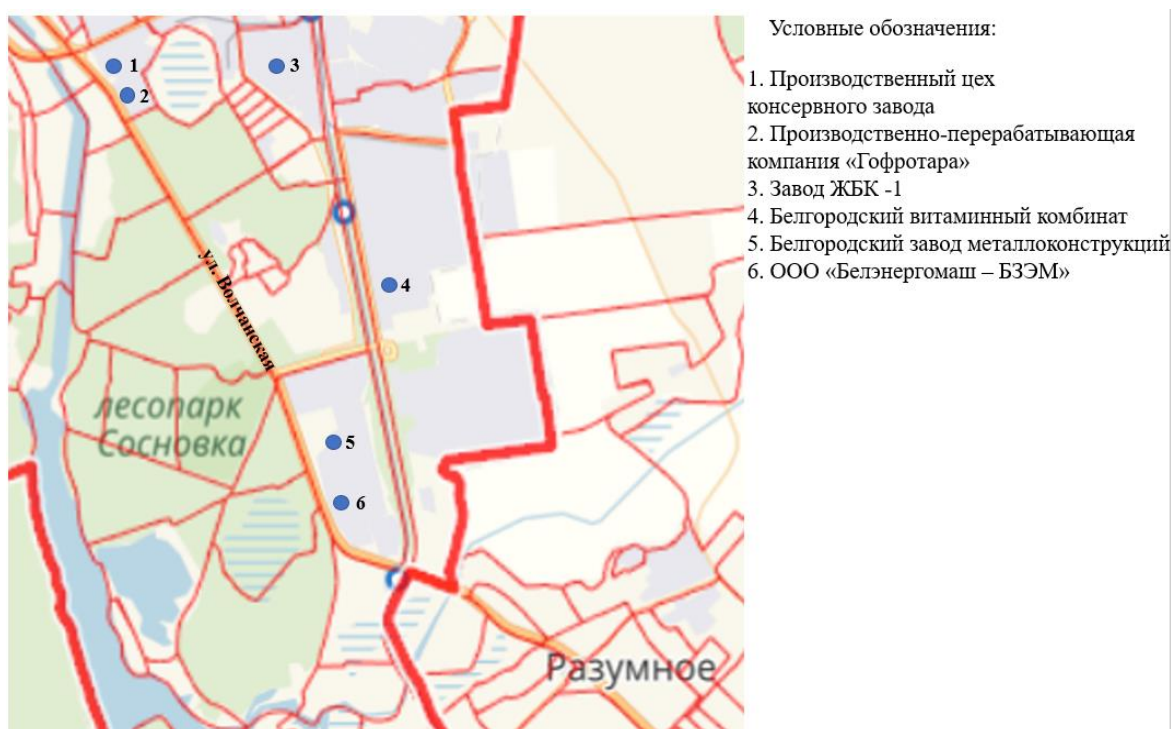 1
2
3
ул. Волчанская
4
лесопарк
Сосновка
5
6
Разумное
Условные обозначения:
1. Производственный цех
консервного завода
2. Производственно-перерабатывающая
компания «Гофротара»
3. Завод ЖБК -1
4. Белгородский витаминный комбинат
5. Белгородский завод металлоконструкций
6. ООО «Белэнергомаш – БЗЭМ»